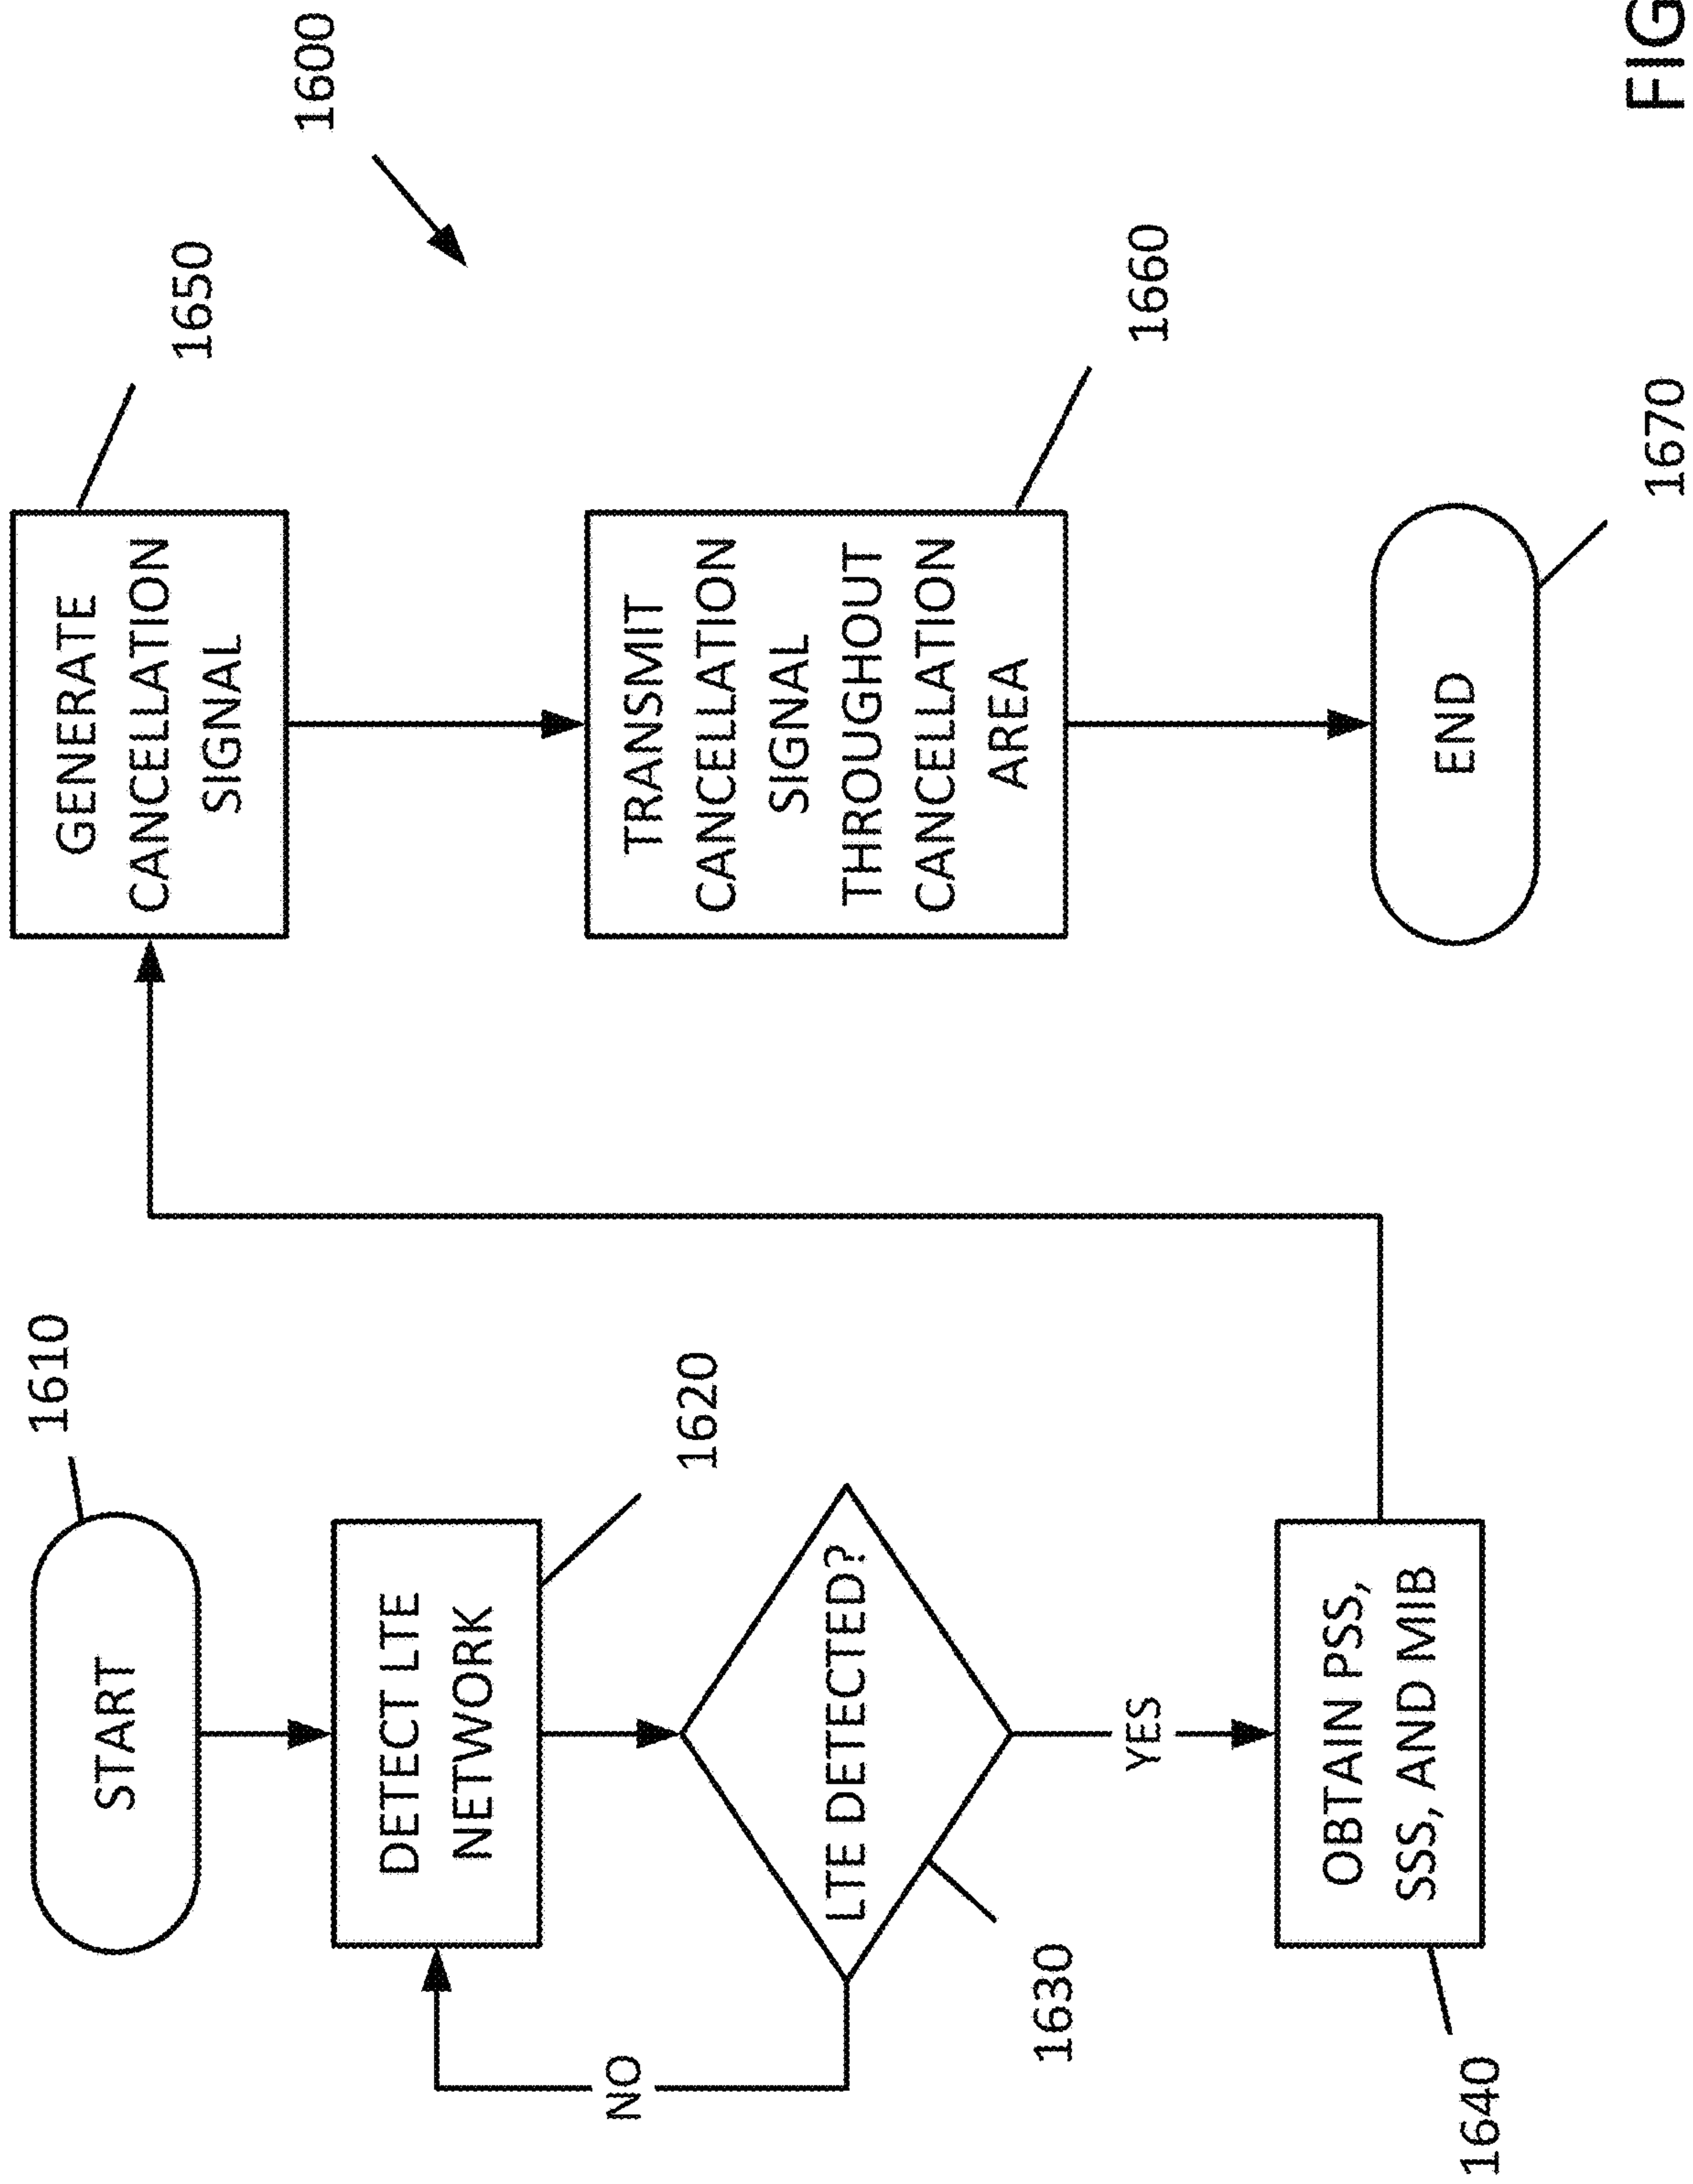 1600
START
1610
DETECT LTE
NETWORK
1620
LTE DETECTED?
1630
NO
YES
OBTAIN PSS,
SSS, AND MIB
1640
GENERATE
CANCELLATION
SIGNAL
1650
TRANSMIT
CANCELLATION
SIGNAL
THROUGHOUT
CANCELLATION
AREA
1660
END
1670
FIG